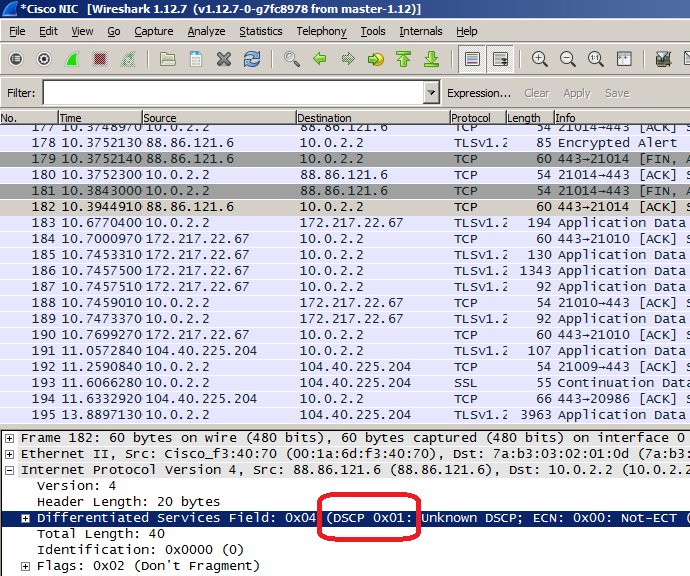 *Cisco NIC [Wireshark 1.12.7 (v1.12.7-0-g7fc8978 from master-1.12)]
File Edit View Go Capture Analyze Statistics Telephony Tools Internals Help
Filter: Expression... Clear Apply Save
No. Time Source Destination Protocol Length Info
177 10.3748970 10.0.2.2 88.86.121.6 TCP 54 21014→443 [ACK] S
178 10.3752130 88.86.121.6 10.0.2.2 TLSv1.2 85 Encrypted Alert
179 10.3752140 88.86.121.6 10.0.2.2 TCP 60 443→21014 [FIN, A
180 10.3752300 10.0.2.2 88.86.121.6 TCP 54 21014→443 [ACK] S
181 10.3843000 10.0.2.2 88.86.121.6 TCP 54 21014→443 [FIN, A
182 10.3944910 88.86.121.6 10.0.2.2 TCP 60 443→21014 [ACK] S
183 10.6770400 10.0.2.2 172.217.22.67 TLSv1.2 194 Application Data
184 10.7000970 172.217.22.67 10.0.2.2 TCP 60 443→21010 [ACK] S
185 10.7453310 172.217.22.67 10.0.2.2 TLSv1.2 130 Application Data
186 10.7457500 172.217.22.67 10.0.2.2 TLSv1.2 1343 Application Data
187 10.7457510 172.217.22.67 10.0.2.2 TLSv1.2 92 Application Data
188 10.7459010 10.0.2.2 172.217.22.67 TCP 54 21010→443 [ACK] S
189 10.7473370 10.0.2.2 172.217.22.67 TLSv1.2 92 Application Data
190 10.7699270 172.217.22.67 10.0.2.2 TCP 60 443→21010 [ACK] S
191 11.0572840 104.40.225.204 10.0.2.2 TLSv1.2 107 Application Data
192 11.2590840 10.0.2.2 104.40.225.204 TCP 54 21009→443 [ACK] S
193 11.6066280 10.0.2.2 104.40.225.204 SSL 55 Continuation Data
194 11.6332920 104.40.225.204 10.0.2.2 TCP 66 443→20986 [ACK] S
195 13.8897130 10.0.2.2 104.40.225.204 TLSv1.2 3963 Application Data
Frame 182: 60 bytes on wire (480 bits), 60 bytes captured (480 bits) on interface 0
Ethernet II, Src: Cisco_f3:40:70 (00:1a:6d:f3:40:70), Dst: 7a:b3:03:02:01:0d (7a:b3:
Internet Protocol Version 4, Src: 88.86.121.6 (88.86.121.6), Dst: 10.0.2.2 (10.0.2.
Version: 4
Header Length: 20 bytes
Differentiated Services Field: 0x04 (DSCP 0x01: Unknown DSCP; ECN: 0x00: Not-ECT (
Total Length: 40
Identification: 0x0000 (0)
Flags: 0x02 (Don't Fragment)